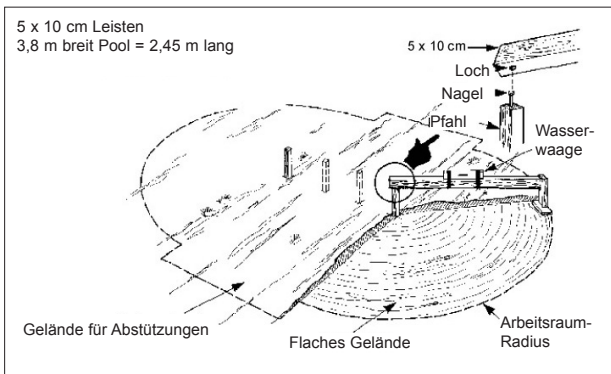 5 x 10 cm Leisten
3,8 m breit Pool = 2,45 m lang
5 x 10 cm
Loch
Nagel
Pfahl
Wasser-
waage
Gelände für Abstützungen
Flaches Gelände
Arbeitsraum-
Radius